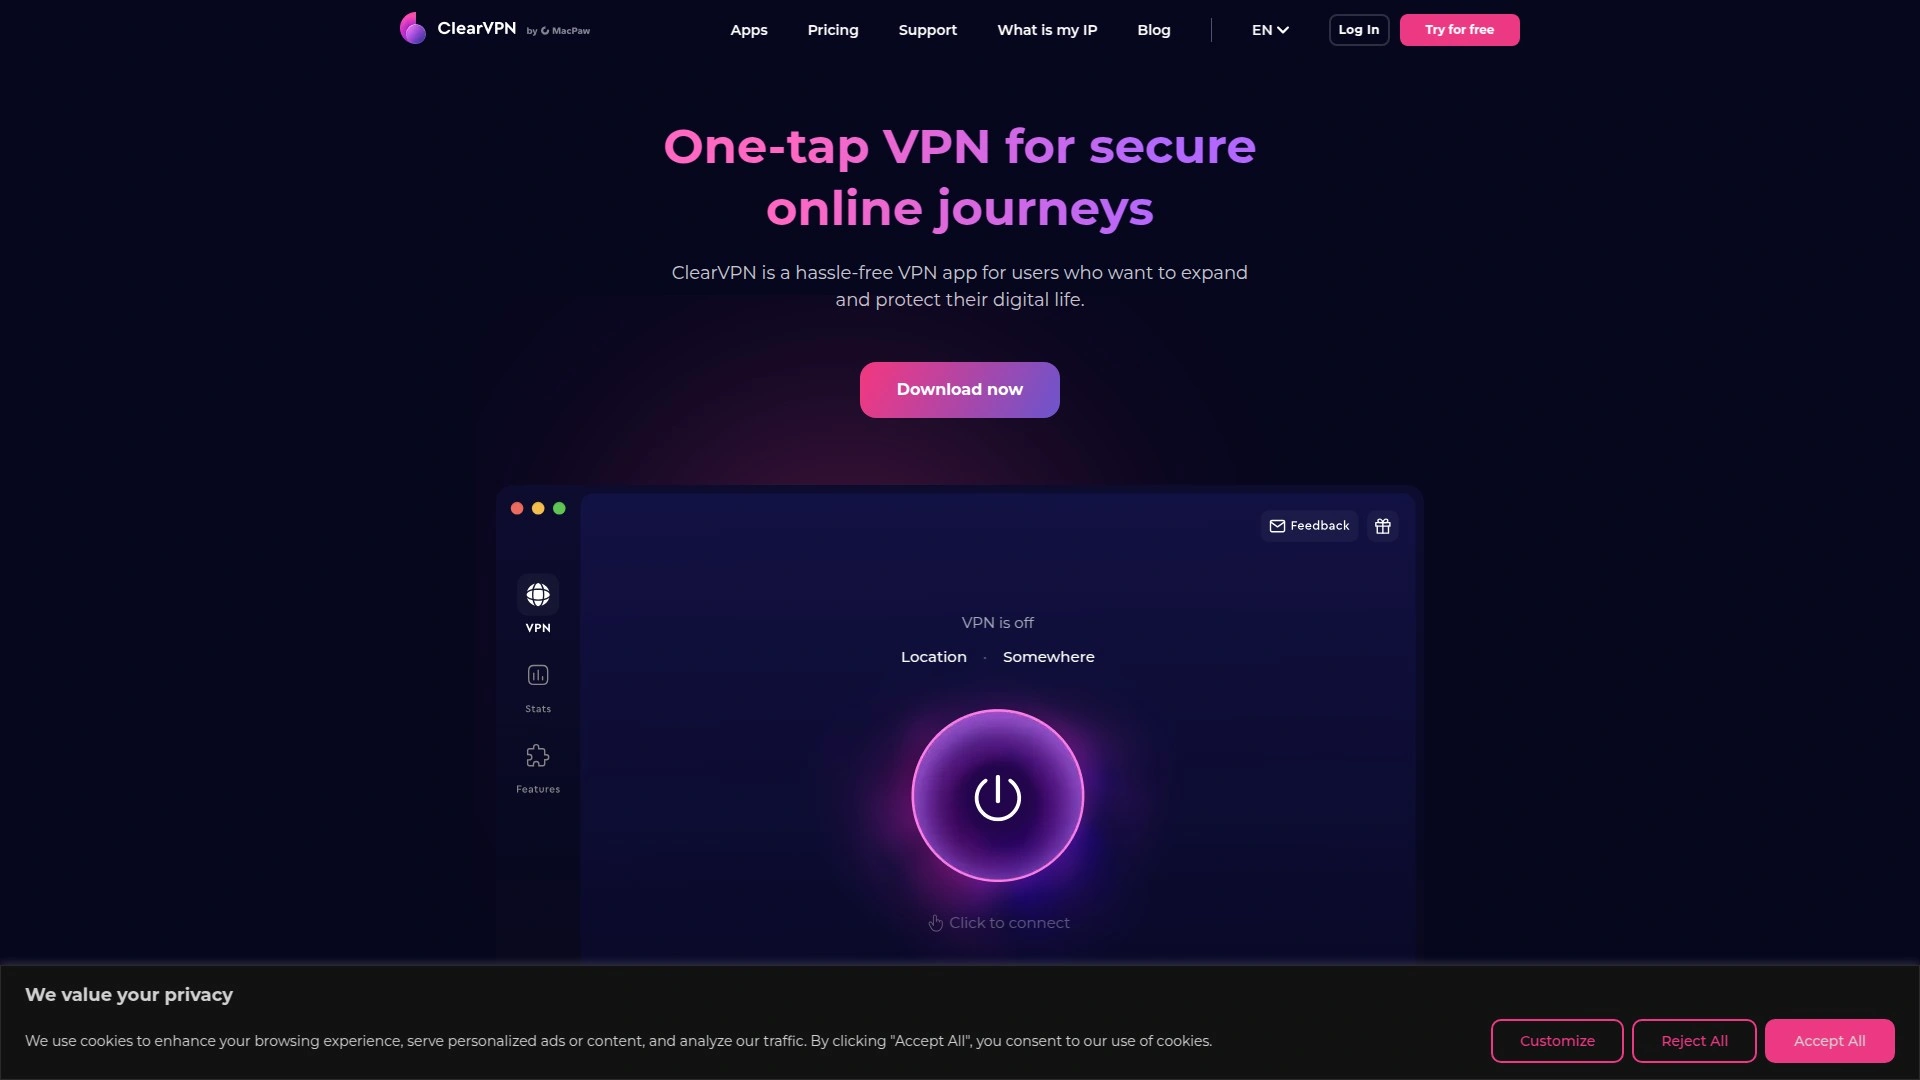 ClearVPN by MacPaw
Apps
Pricing
Support
What is my IP
Blog
EN
Log In
Try for free
One-tap VPN for secure
online journeys
ClearVPN is a hassle-free VPN app for users who want to expand
and protect their digital life.
Download now
Feedback
VPN
Stats
Features
VPN is off
Location · Somewhere
Click to connect
We value your privacy
We use cookies to enhance your browsing experience, serve personalized ads or content, and analyze our traffic. By clicking "Accept All", you consent to our use of cookies.
Customize
Reject All
Accept All